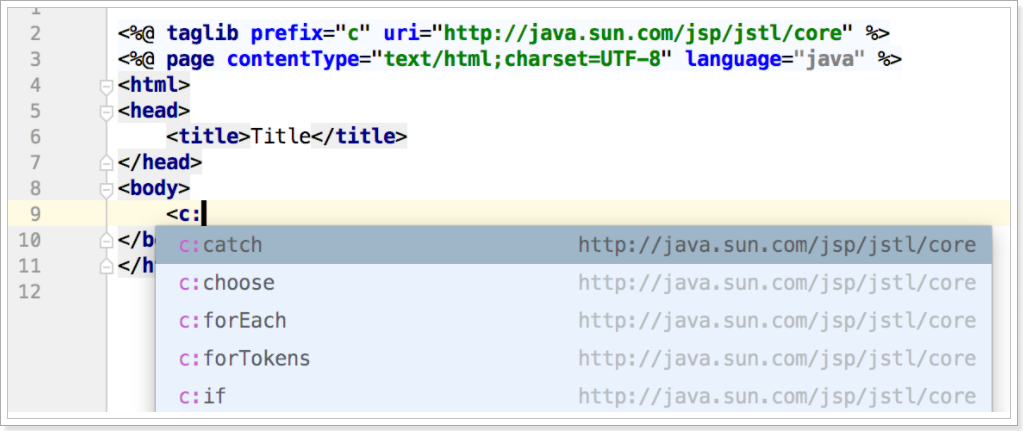 1
2 <%@ taglib prefix="c" uri="http://java.sun.com/jsp/jstl/core" %>
3 <%@ page contentType="text/html;charset=UTF-8" language="java" %>
4 <html>
5 <head>
6 <title>Title</title>
7 </head>
8 <body>
9 <c:
10 </b
11 </h
12
c:catch http://java.sun.com/jsp/jstl/core
c:choose http://java.sun.com/jsp/jstl/core
c:forEach http://java.sun.com/jsp/jstl/core
c:forTokens http://java.sun.com/jsp/jstl/core
c:if http://java.sun.com/jsp/jstl/core